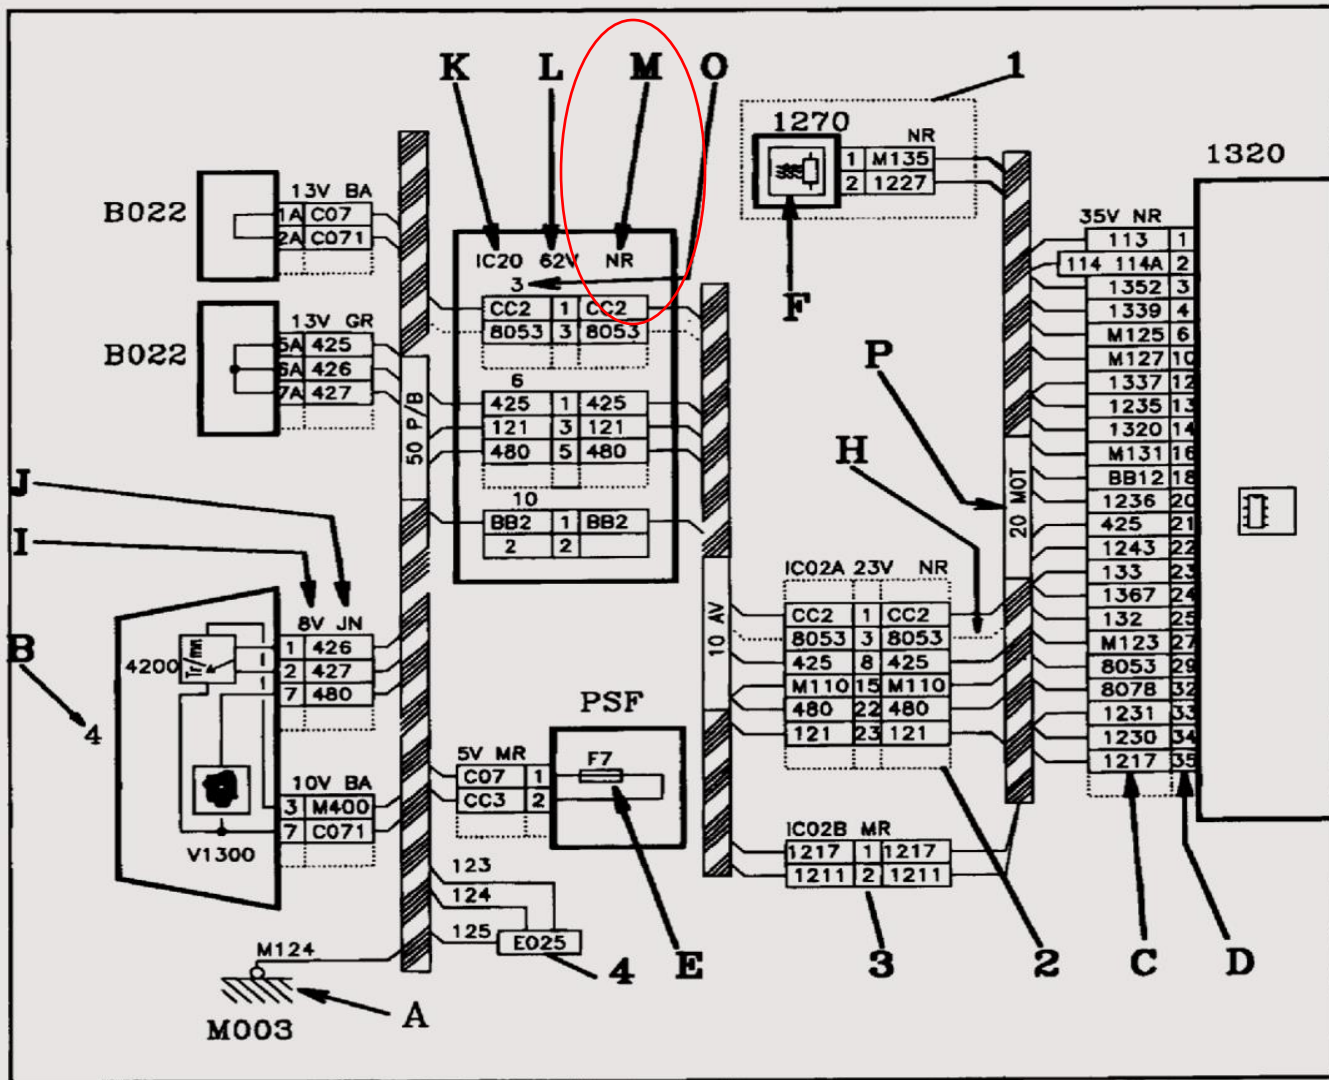 K L M O 1
1270 NR
1 M135
2 1227
F
1320
B022
13V BA
1A C07
2A C071
B022
13V GR
5A 425
6A 426
7A 427
IC20 62V NR
3
CC2 1 CC2
8053 3 8053
6
425 1 425
121 3 121
480 5 480
10
BB2 1 BB2
2 2
50 P/B
10 AV
20 MOT
P
H
J
I
B
4
8V JN
1 426
2 427
7 480
4200
Tr/mn
10V BA
3 M400
7 C071
V1300
PSF
5V MR
C07 1
CC3 2
F7
E
123
124
125
E025
4
M124
M003
A
IC02A 23V NR
CC2 1 CC2
8053 3 8053
425 8 425
M110 15 M110
480 22 480
121 23 121
IC02B MR
1217 1 1217
1211 2 1211
3
2
35V NR
113 1
114 114A 2
1352 3
1339 4
M125 6
M127 10
1337 12
1235 13
1320 14
M131 16
BB12 18
1236 20
425 21
1243 22
133 23
1367 24
132 25
M123 27
8053 29
8078 32
1231 33
1230 34
1217 35
C D